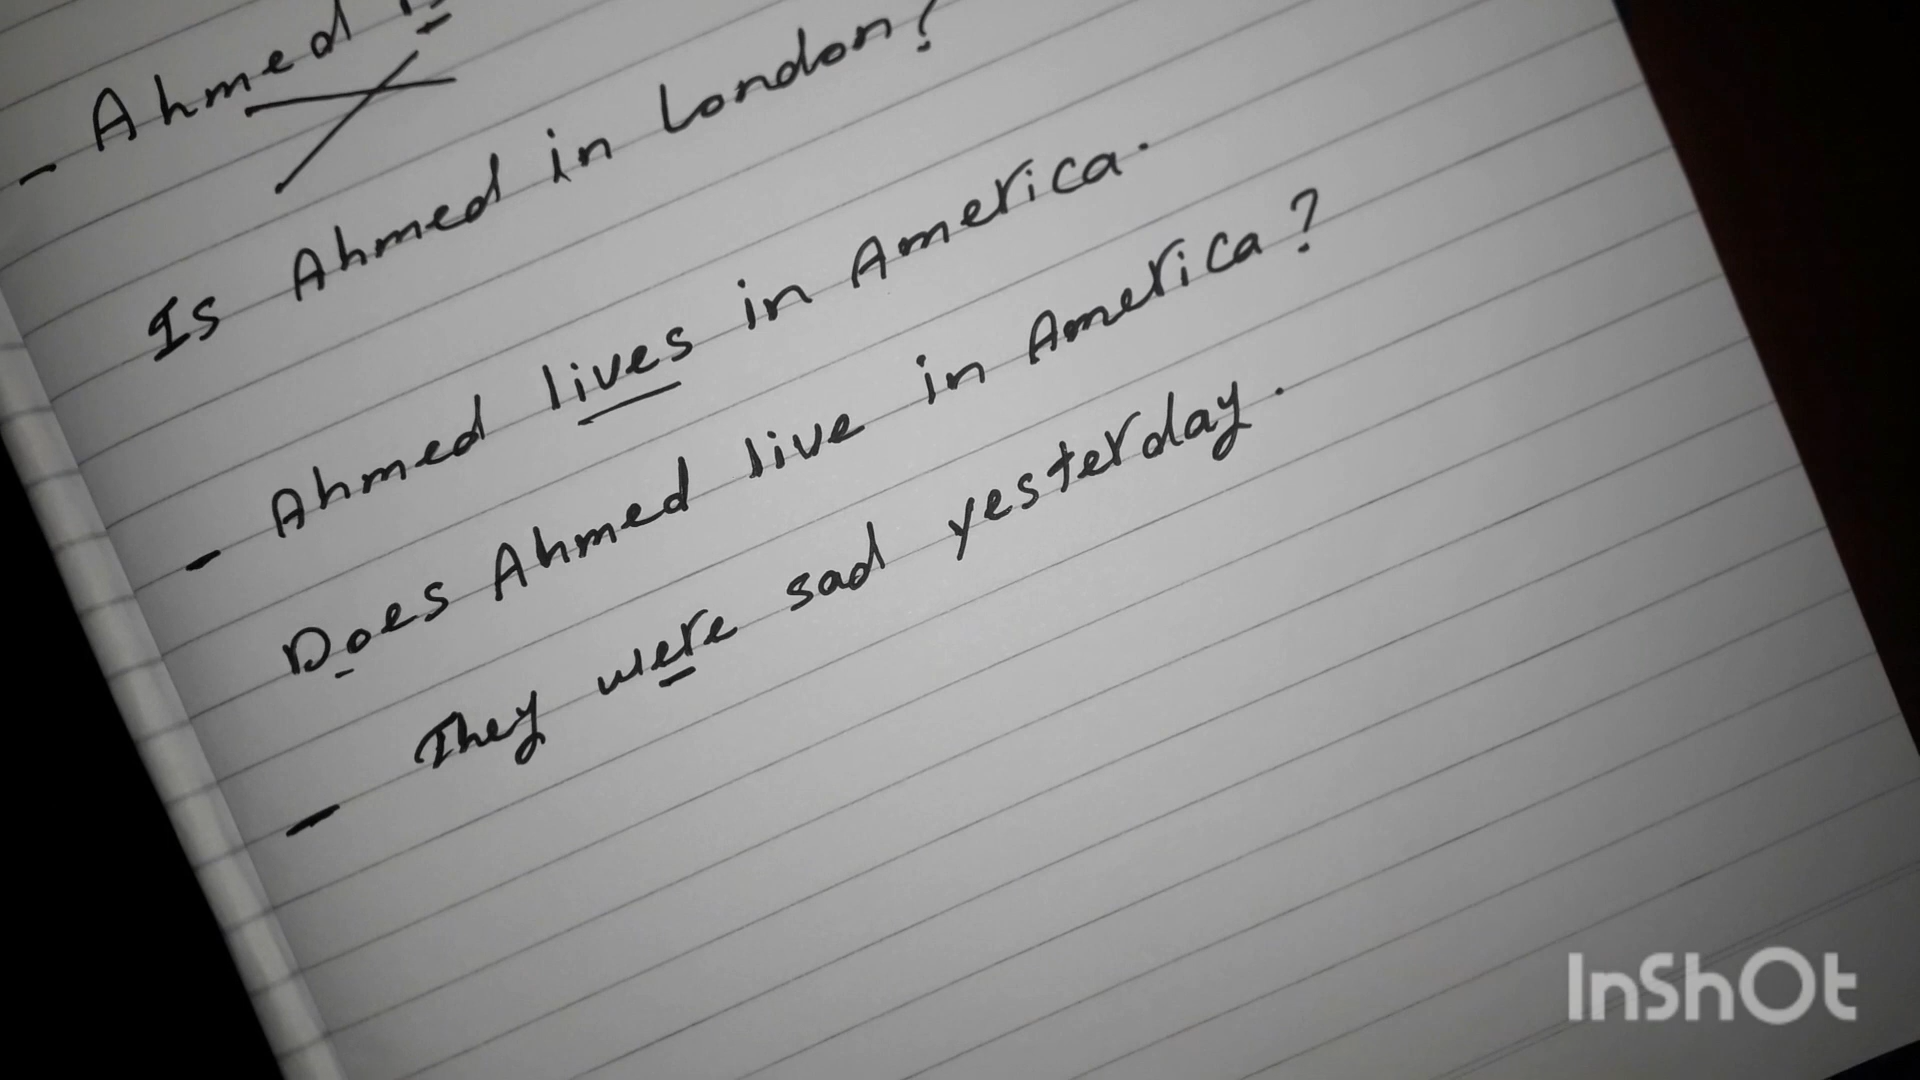 - Ahmed
Is Ahmed in London?
- Ahmed lives in America.
Does Ahmed live in America?
- They were sad yesterday.
InShOt